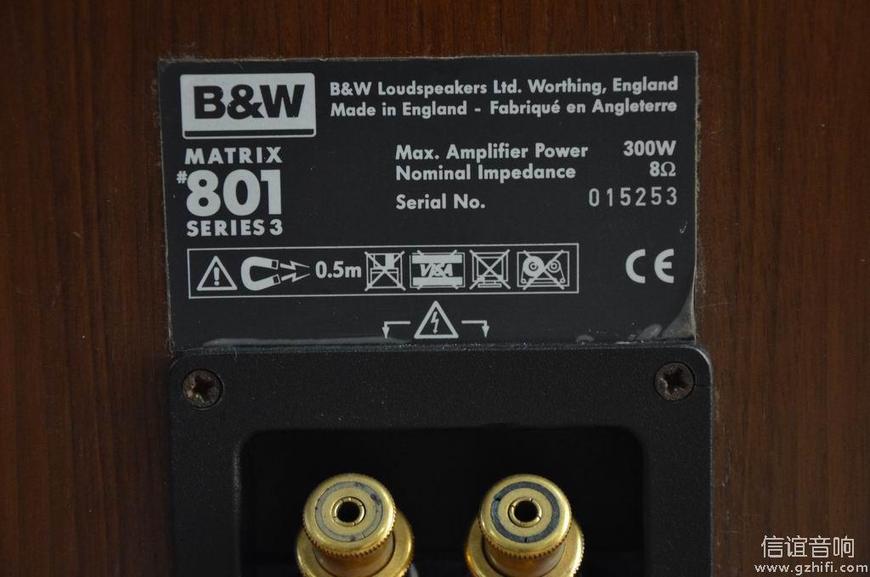 B&W
B&W Loudspeakers Ltd. Worthing, England
Made in England - Fabriqué en Angleterre
MATRIX
#801
SERIES 3
Max. Amplifier Power 300W
Nominal Impedance 8Ω
Serial No. 015253
0.5m
VISA
CE
信谊音响
www.gzhifi.com